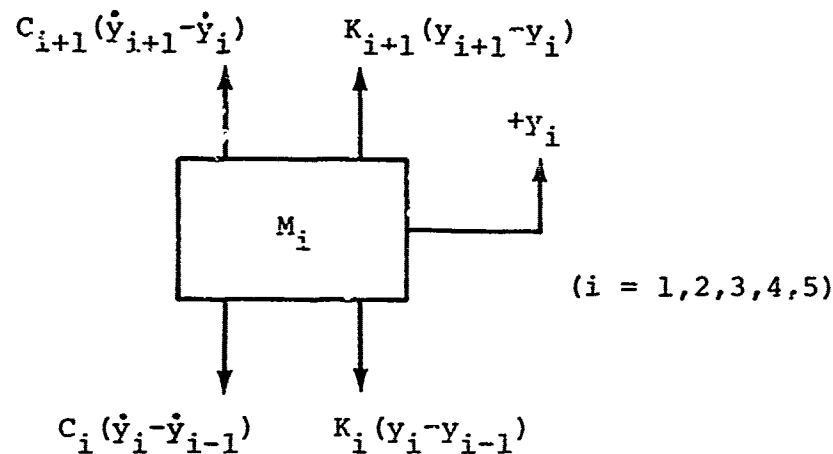 C_{i+1}(ẏ_{i+1}-ẏ_i) K_{i+1}(y_{i+1}-y_i)
+y_i
M_i
(i = 1,2,3,4,5)
C_i(ẏ_i-ẏ_{i-1}) K_i(y_i-y_{i-1})